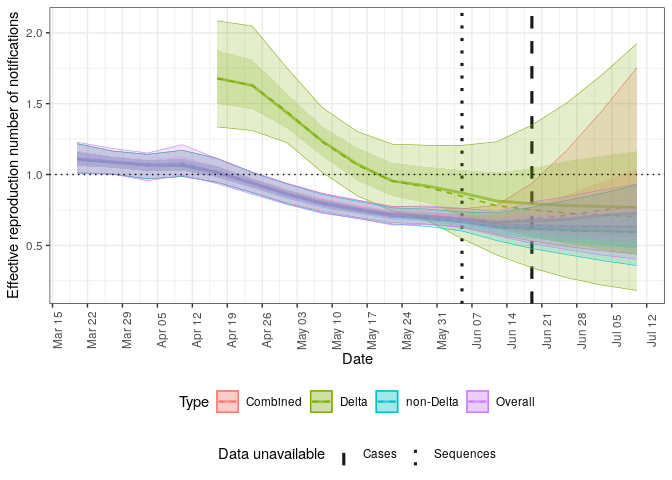 Effective reproduction number of notifications
2.0
1.5
1.0
0.5
Mar 15
Mar 22
Mar 29
Apr 05
Apr 12
Apr 19
Apr 26
May 03
May 10
May 17
May 24
May 31
Jun 07
Jun 14
Jun 21
Jun 28
Jul 05
Jul 12
Date
Type Combined Delta non-Delta Overall
Data unavailable Cases Sequences